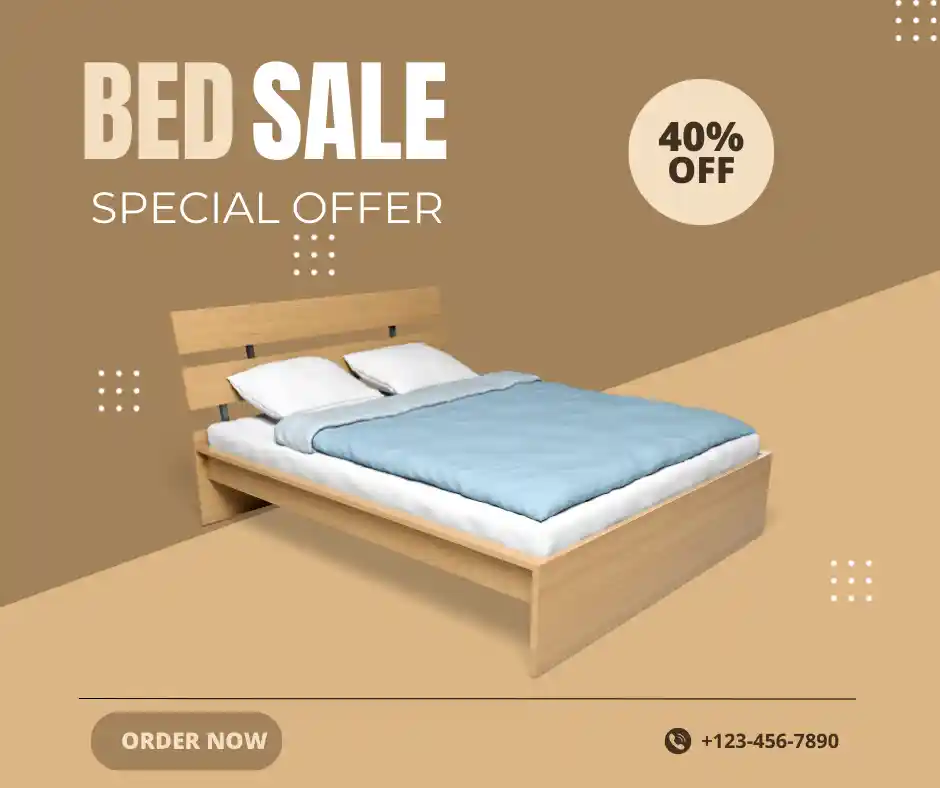 BED SALE
SPECIAL OFFER
40%
OFF
ORDER NOW
+123-456-7890